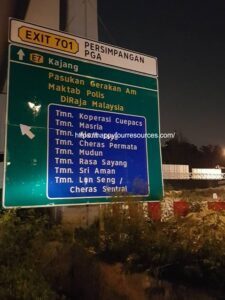 EXIT 701
PERSIMPANGAN
PGA
E7 Kajang
Pasukan Gerakan Am
Maktab Polis
DiRaja Malaysia
Tmn. Koperasi Cuepacs
Tmn. Masria
https://happyfourresources.com/
Tmn. Cheras Permata
Tmn. Mudun
Tmn. Rasa Sayang
Tmn. Sri Aman
Tmn. Len Seng /
Cheras Sentral